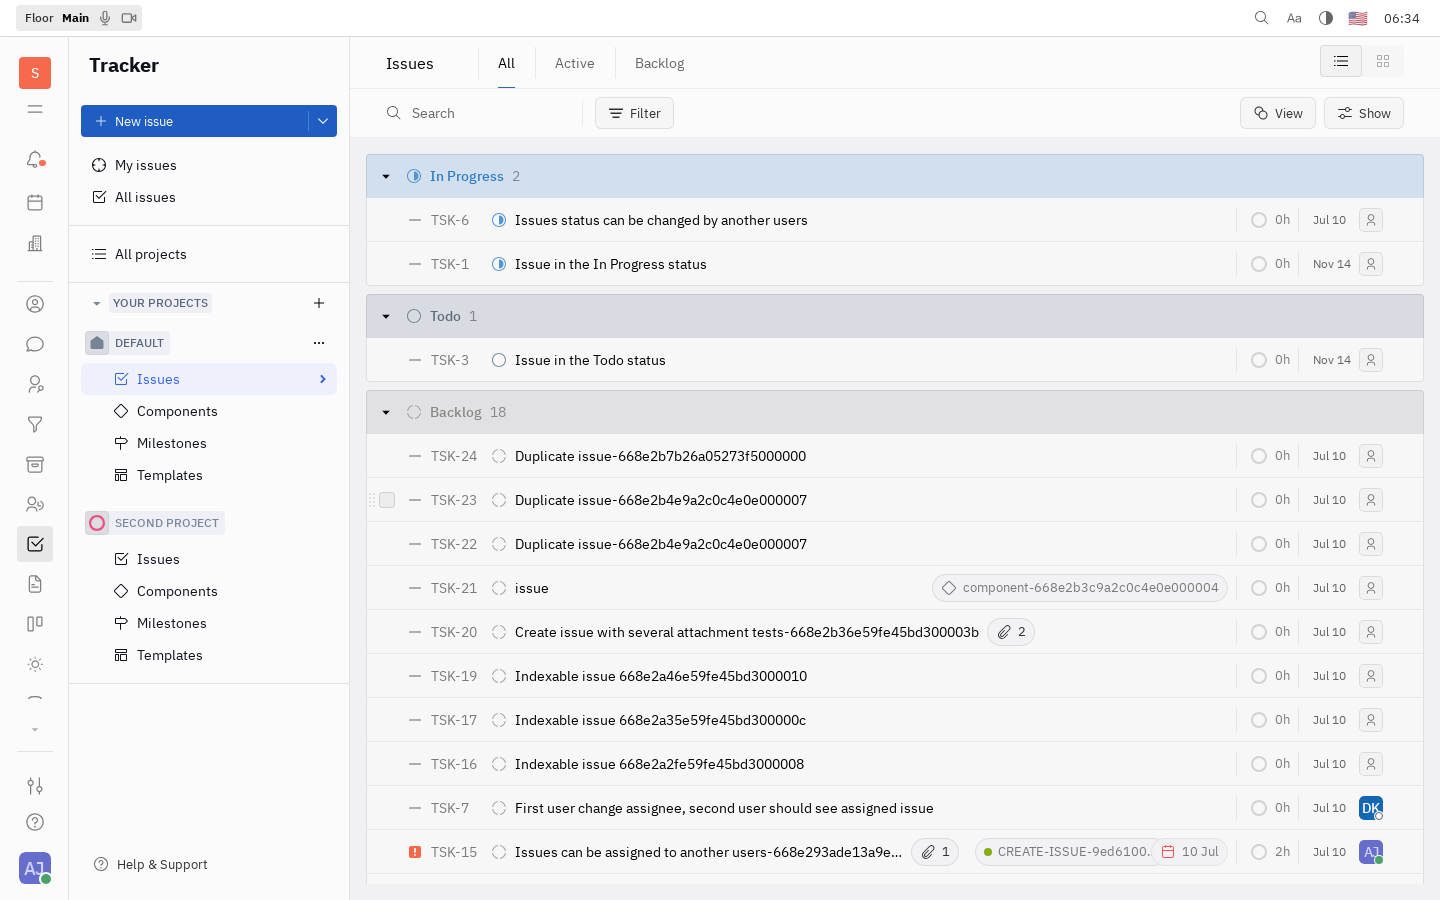 Floor Main
Aa
06:34
S
Tracker
New issue
My issues
All issues
All projects
YOUR PROJECTS
DEFAULT
Issues
Components
Milestones
Templates
SECOND PROJECT
Issues
Components
Milestones
Templates
Help & Support
AJ
Issues
All
Active
Backlog
Search
Filter
View
Show
In Progress 2
TSK-6 Issues status can be changed by another users 0h Jul 10
TSK-1 Issue in the In Progress status 0h Nov 14
Todo 1
TSK-3 Issue in the Todo status 0h Nov 14
Backlog 18
TSK-24 Duplicate issue-668e2b7b26a05273f5000000 0h Jul 10
TSK-23 Duplicate issue-668e2b4e9a2c0c4e0e000007 0h Jul 10
TSK-22 Duplicate issue-668e2b4e9a2c0c4e0e000007 0h Jul 10
TSK-21 issue component-668e2b3c9a2c0c4e0e000004 0h Jul 10
TSK-20 Create issue with several attachment tests-668e2b36e59fe45bd300003b 2 0h Jul 10
TSK-19 Indexable issue 668e2a46e59fe45bd3000010 0h Jul 10
TSK-17 Indexable issue 668e2a35e59fe45bd300000c 0h Jul 10
TSK-16 Indexable issue 668e2a2fe59fe45bd3000008 0h Jul 10
TSK-7 First user change assignee, second user should see assigned issue 0h Jul 10 DK
TSK-15 Issues can be assigned to another users-668e293ade13a9e... 1 CREATE-ISSUE-9ed6100... 10 Jul 2h Jul 10 AJ